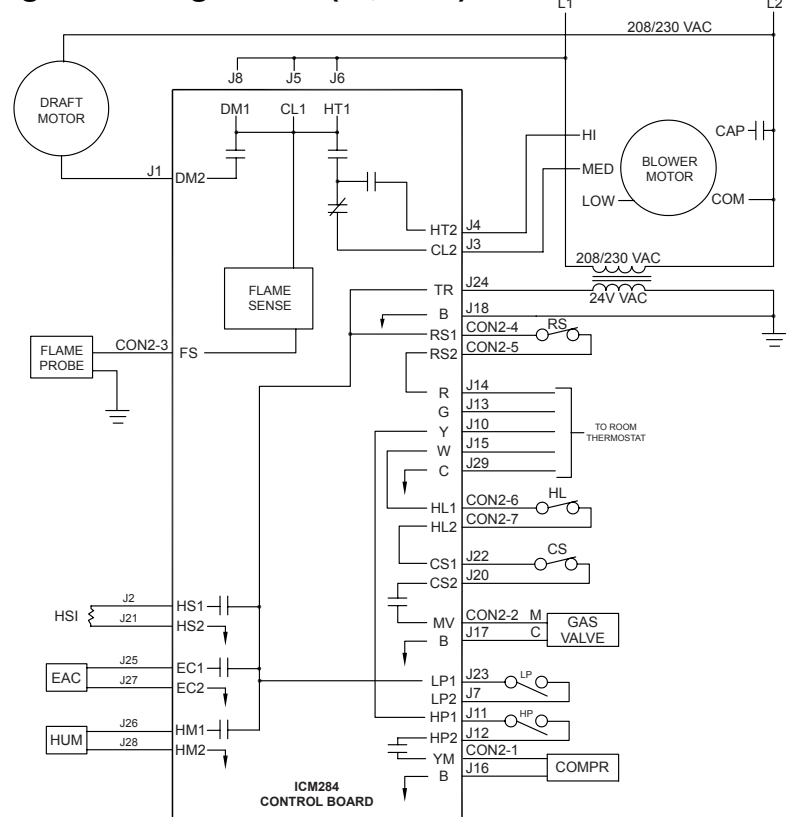 L1
L2
208/230 VAC
J8
J5
J6
DRAFT
MOTOR
DM1
CL1
HT1
HI
CAP
MED
BLOWER
MOTOR
LOW
COM
J1
DM2
HT2
J4
CL2
J3
208/230 VAC
24V VAC
FLAME
SENSE
TR
J24
B
J18
RS1
CON2-4
RS
RS2
CON2-5
FLAME
PROBE
CON2-3
FS
R
J14
G
J13
Y
J10
W
J15
C
J29
TO ROOM
THERMOSTAT
HL1
CON2-6
HL
HL2
CON2-7
CS1
J22
CS
CS2
J20
HSI
J2
HS1
J21
HS2
MV
CON2-2
M
GAS
VALVE
B
J17
C
EAC
J25
EC1
J27
EC2
LP1
J23
LP
LP2
J7
HUM
J26
HM1
J28
HM2
HP1
J11
HP
HP2
J12
YM
CON2-1
COMPR
B
J16
ICM284
CONTROL BOARD